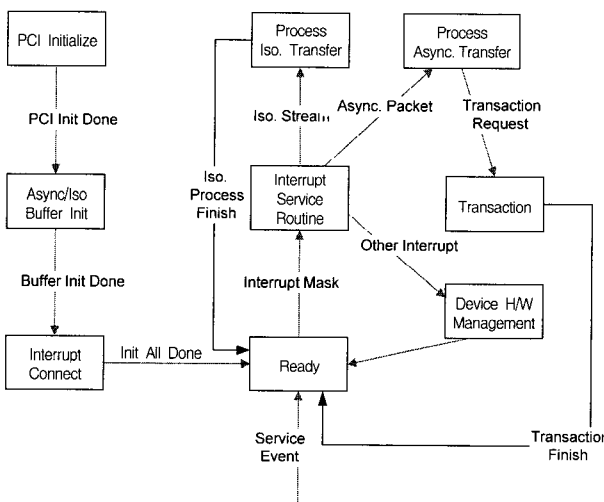 PCI Initialize
Process
Iso. Transfer
Process
Async. Transfer
PCI Init Done
Iso. Stream
Async. Packet
Transaction
Request
Async/Iso
Buffer Init
Iso.
Process
Finish
Interrupt
Service
Routine
Transaction
Other Interrupt
Buffer Init Done
Interrupt Mask
Device H/W
Management
Interrupt
Connect
Init All Done
Ready
Service
Event
Transaction
Finish